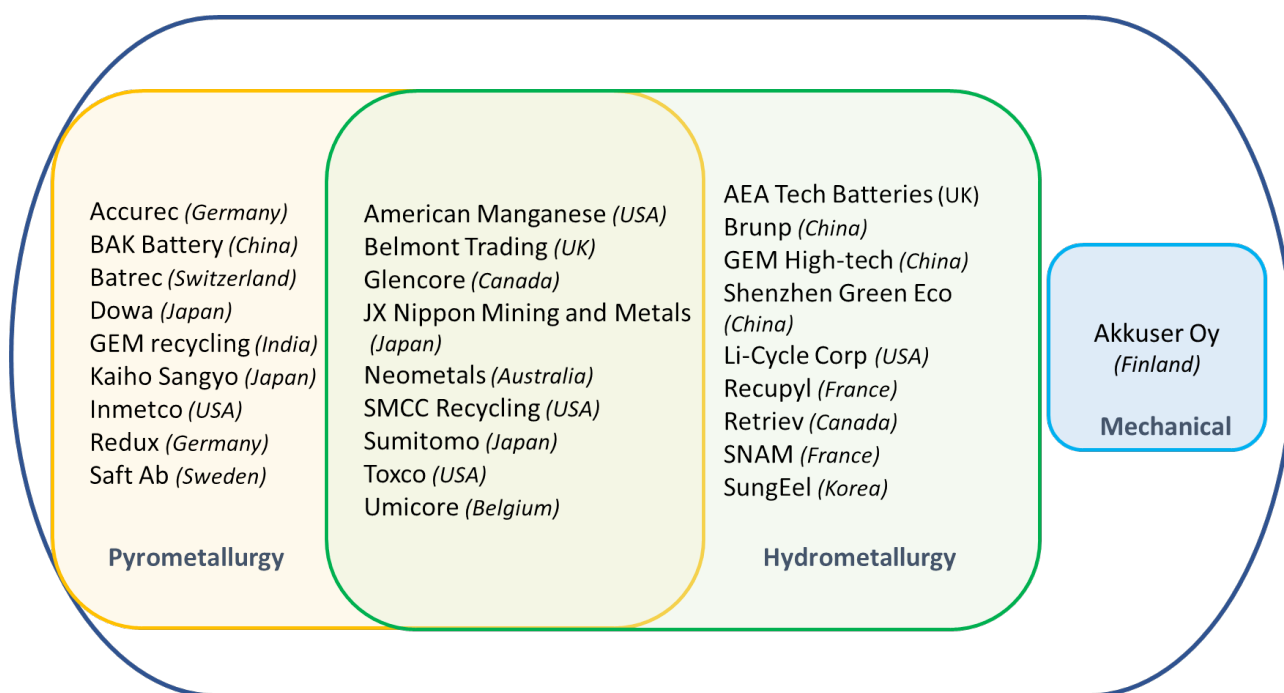 Accurec (Germany)
BAK Battery (China)
Batrec (Switzerland)
Dowa (Japan)
GEM recycling (India)
Kaiho Sangyo (Japan)
Inmetco (USA)
Redux (Germany)
Saft Ab (Sweden)
Pyrometallurgy
American Manganese (USA)
Belmont Trading (UK)
Glencore (Canada)
JX Nippon Mining and Metals
(Japan)
Neometals (Australia)
SMCC Recycling (USA)
Sumitomo (Japan)
Toxco (USA)
Umicore (Belgium)
AEA Tech Batteries (UK)
Brunp (China)
GEM High-tech (China)
Shenzhen Green Eco
(China)
Li-Cycle Corp (USA)
Recupyl (France)
Retriev (Canada)
SNAM (France)
SungEel (Korea)
Hydrometallurgy
Akkuser Oy
(Finland)
Mechanical